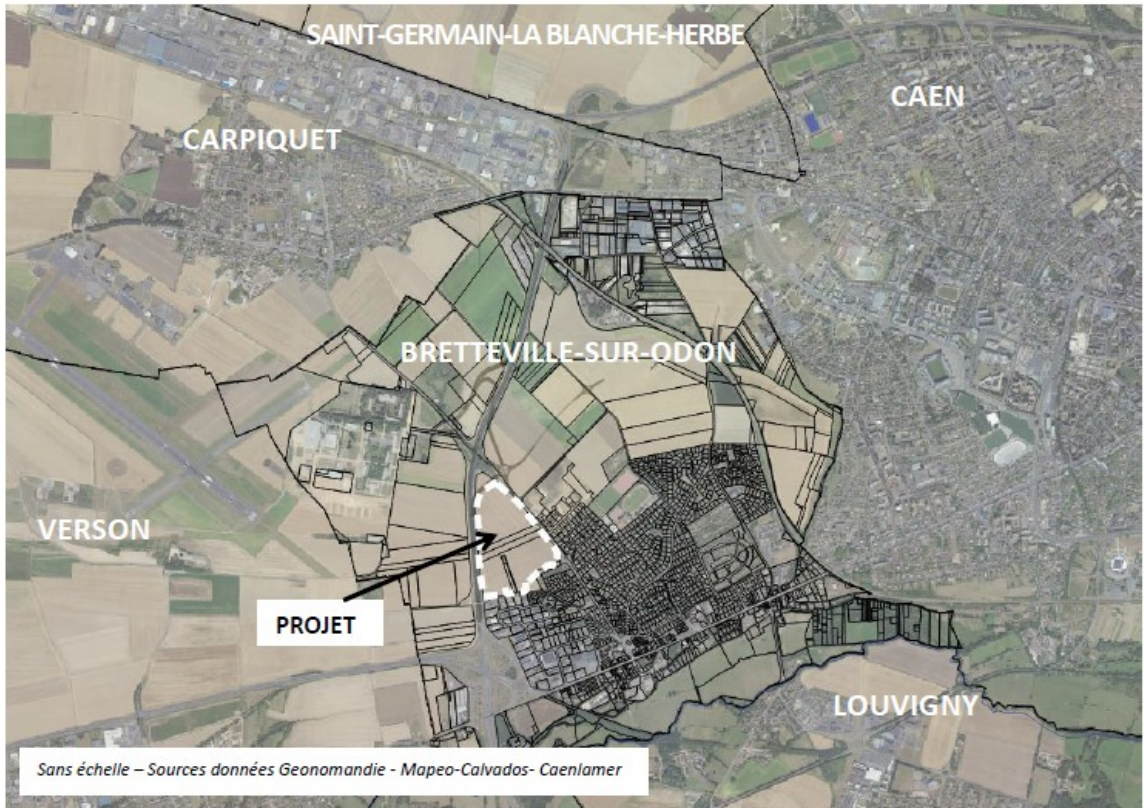 SAINT-GERMAIN-LA BLANCHE-HERBE
CAEN
CARPIQUET
BRETTEVILLE-SUR-ODON
VERSON
PROJET
LOUVIGNY
Sans échelle – Sources données Geonomandie - Mapeo-Calvados- Caenlamer